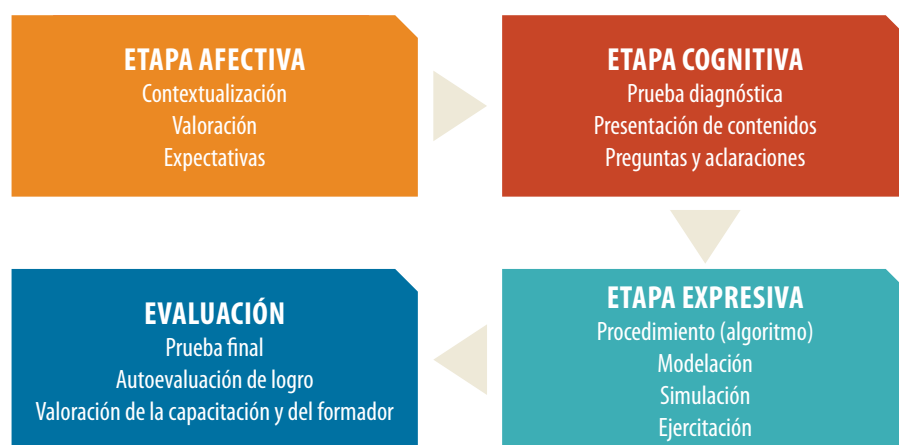 ETAPA AFECTIVA
Contextualización
Valoración
Expectativas
ETAPA COGNITIVA
Prueba diagnóstica
Presentación de contenidos
Preguntas y aclaraciones
ETAPA EXPRESIVA
Procedimiento (algoritmo)
Modelación
Simulación
Ejercitación
EVALUACIÓN
Prueba final
Autoevaluación de logro
Valoración de la capacitación y del formador